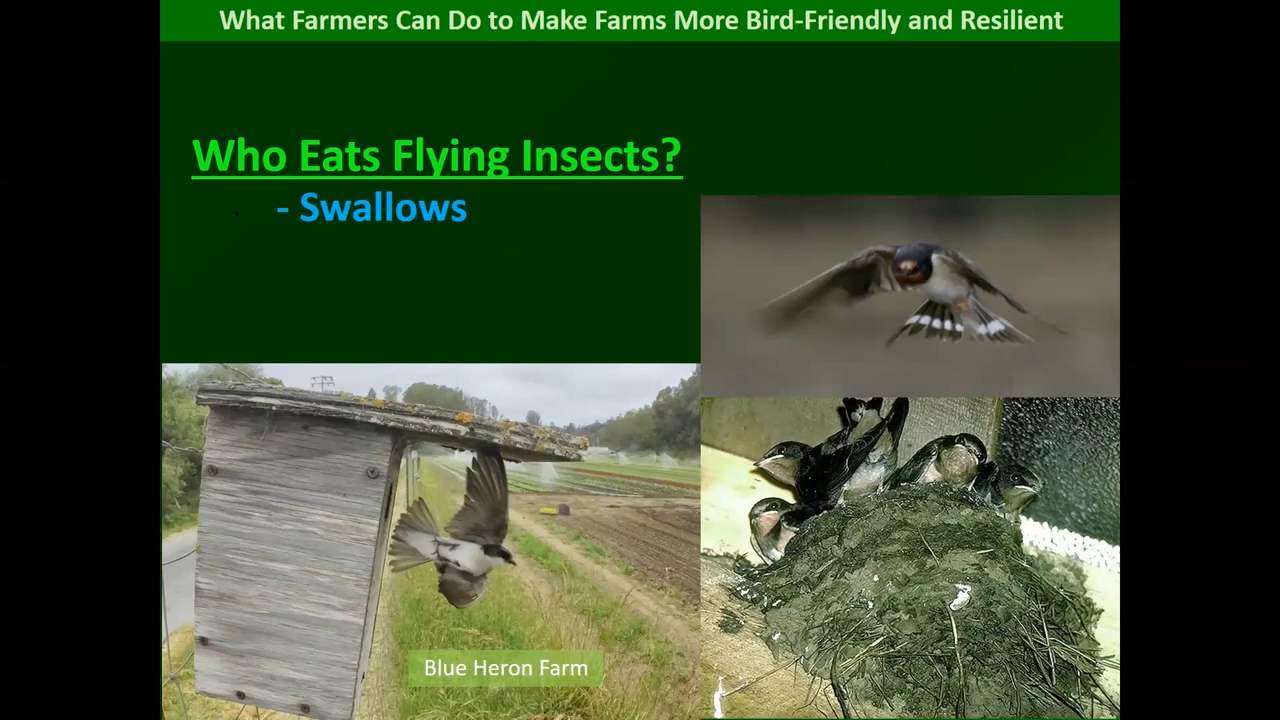 What Farmers Can Do to Make Farms More Bird-Friendly and Resilient
Who Eats Flying Insects?
- Swallows
Blue Heron Farm